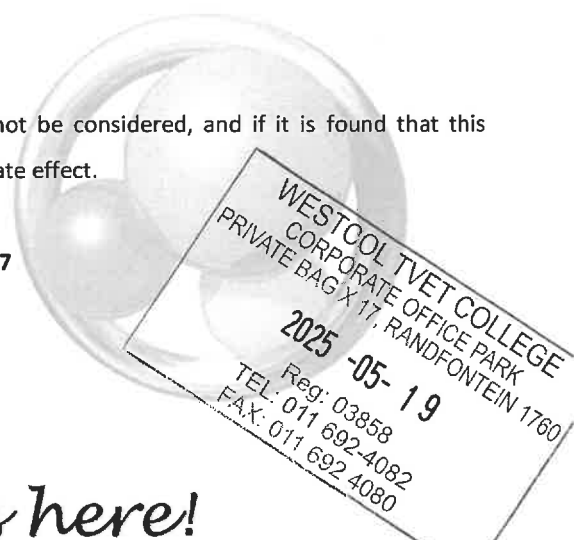 not be considered, and if it is found that this
ate effect.
7
WESTCOL TVET COLLEGE
CORPORATE OFFICE PARK
PRIVATE BAG X 17, RANDFONTEIN 1760
2025 -05- 19
Reg: 03858
TEL: 011 692-4082
FAX: 011 692 4080
here!